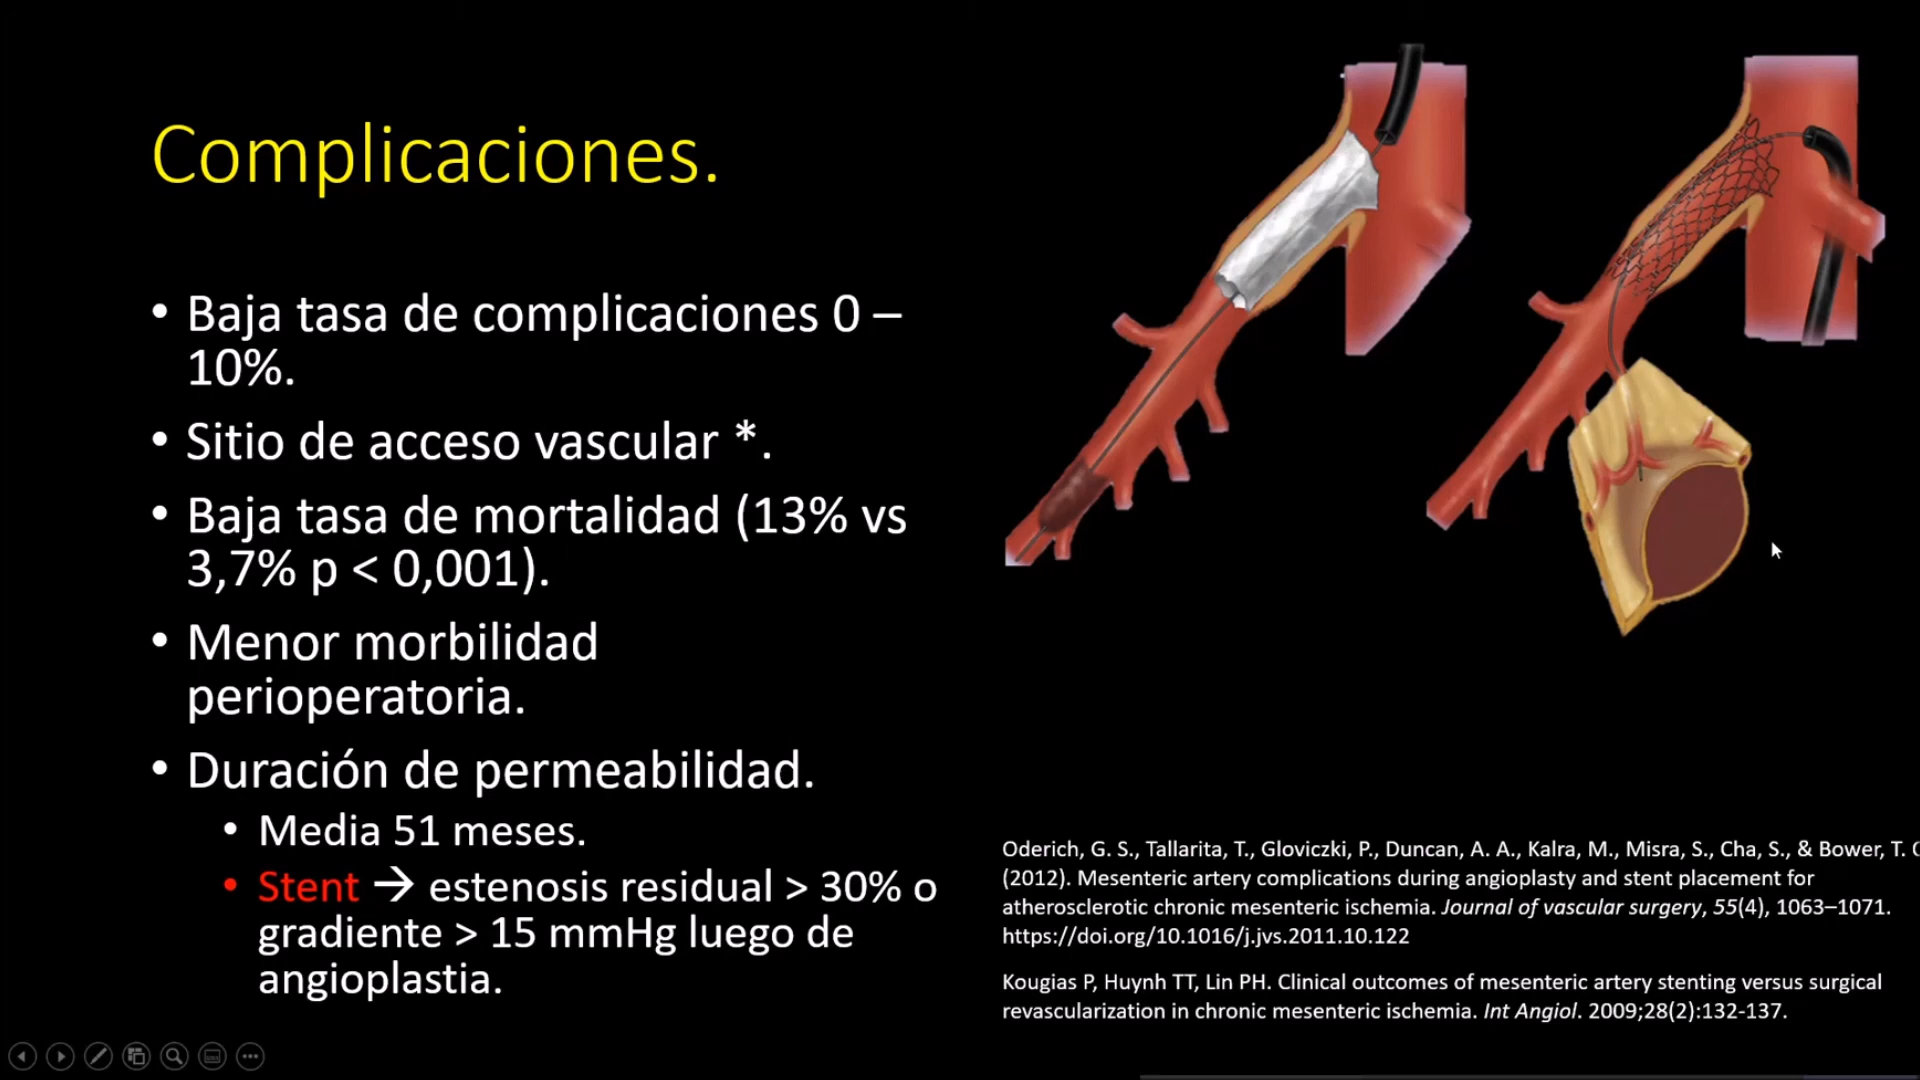 Complicaciones.
• Baja tasa de complicaciones 0 –
10%.
• Sitio de acceso vascular *.
• Baja tasa de mortalidad (13% vs
3,7% p < 0,001).
• Menor morbilidad
perioperatoria.
• Duración de permeabilidad.
• Media 51 meses.
• Stent → estenosis residual > 30% o
gradiente > 15 mmHg luego de
angioplastia.
Oderich, G. S., Tallarita, T., Gloviczki, P., Duncan, A. A., Kalra, M., Misra, S., Cha, S., & Bower, T. C
(2012). Mesenteric artery complications during angioplasty and stent placement for
atherosclerotic chronic mesenteric ischemia. Journal of vascular surgery, 55(4), 1063–1071.
https://doi.org/10.1016/j.jvs.2011.10.122
Kougias P, Huynh TT, Lin PH. Clinical outcomes of mesenteric artery stenting versus surgical
revascularization in chronic mesenteric ischemia. Int Angiol. 2009;28(2):132-137.